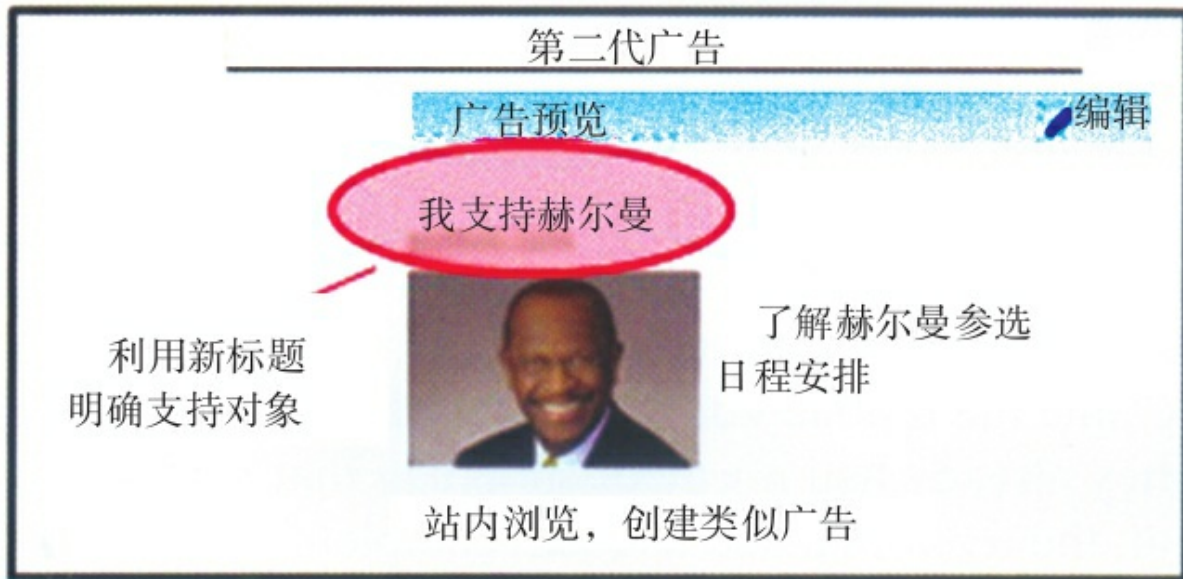 第二代广告
广告预览
编辑
我支持赫尔曼
利用新标题
明确支持对象
了解赫尔曼参选
日程安排
站内浏览，创建类似广告